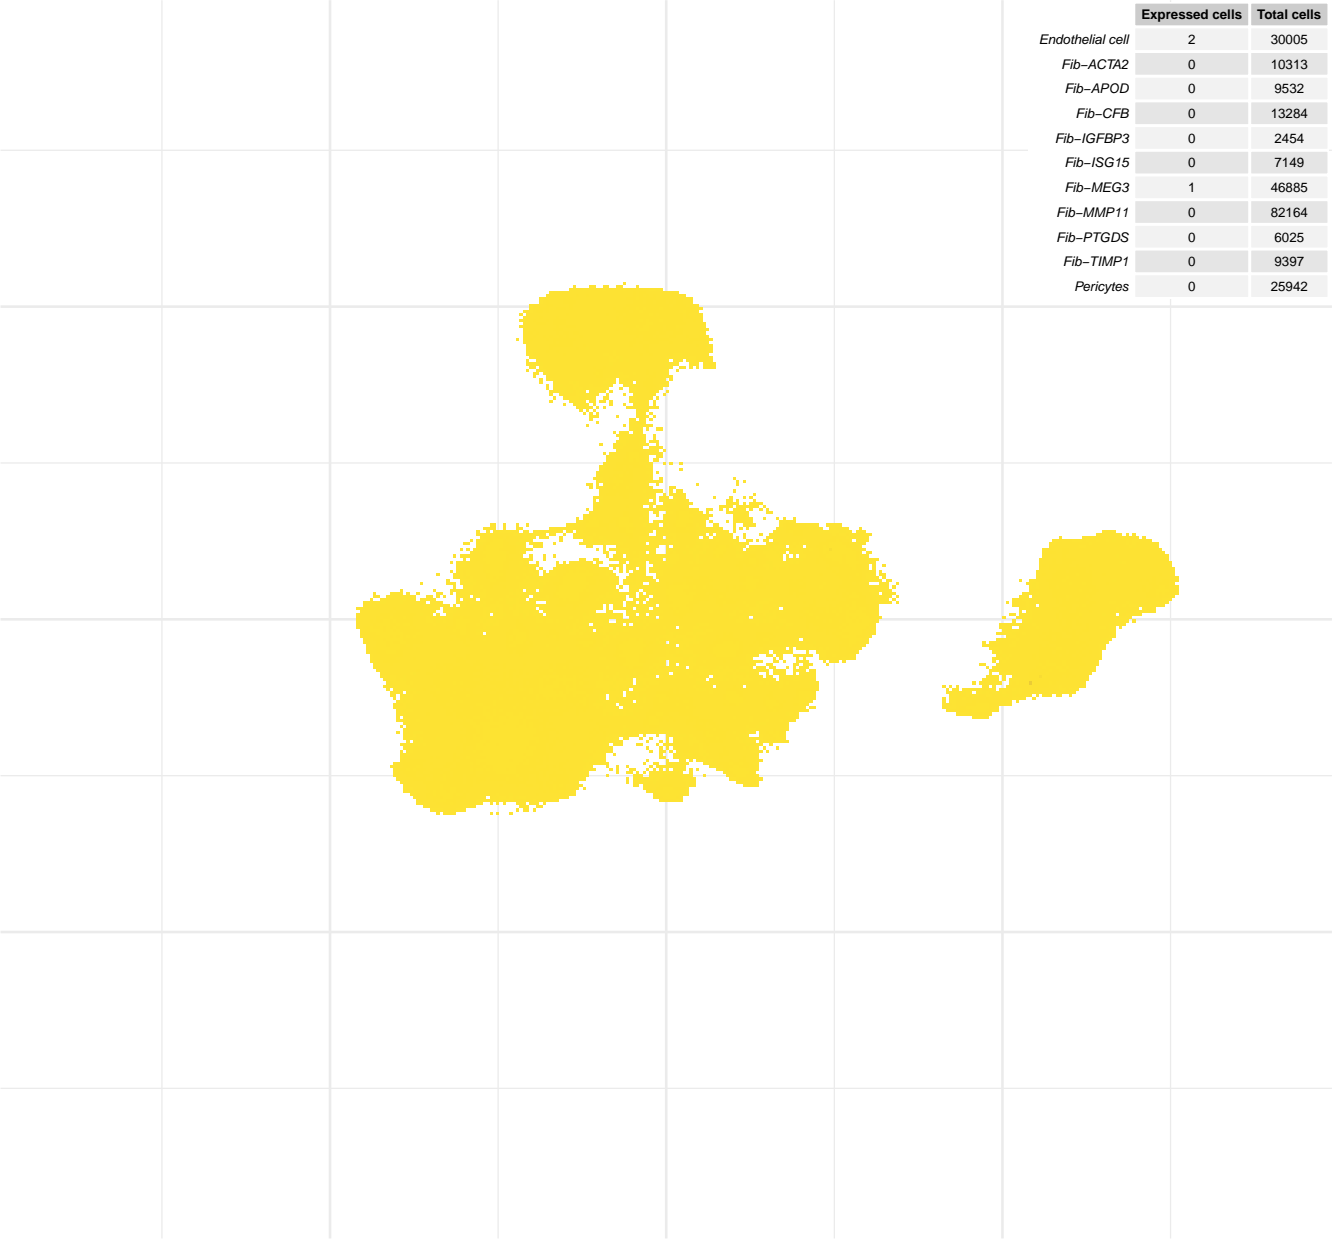 Expressed cells Total cells
Endothelial cell 2 30005
Fib−ACTA2 0 10313
Fib−APOD 0 9532
Fib−CFB 0 13284
Fib−IGFBP3 0 2454
Fib−ISG15 0 7149
Fib−MEG3 1 46885
Fib−MMP11 0 82164
Fib−PTGDS 0 6025
Fib−TIMP1 0 9397
Pericytes 0 25942